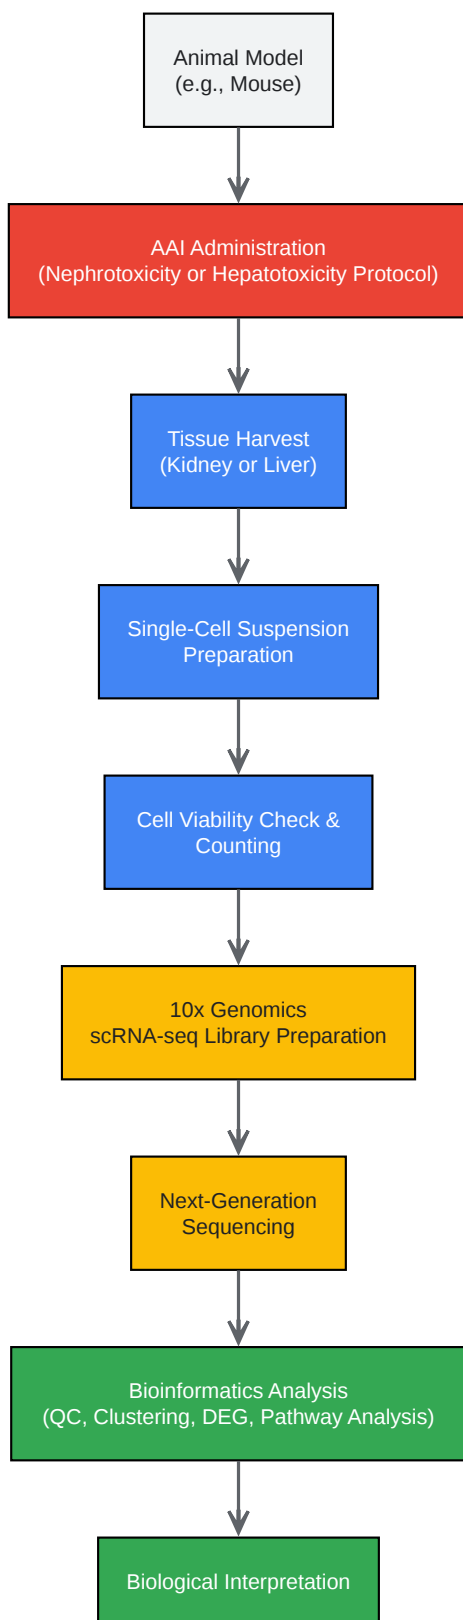 Animal Model
(e.g., Mouse)
AAI Administration
(Nephrotoxicity or Hepatotoxicity Protocol)
Tissue Harvest
(Kidney or Liver)
Single-Cell Suspension
Preparation
Cell Viability Check &
Counting
10x Genomics
scRNA-seq Library Preparation
Next-Generation
Sequencing
Bioinformatics Analysis
(QC, Clustering, DEG, Pathway Analysis)
Biological Interpretation